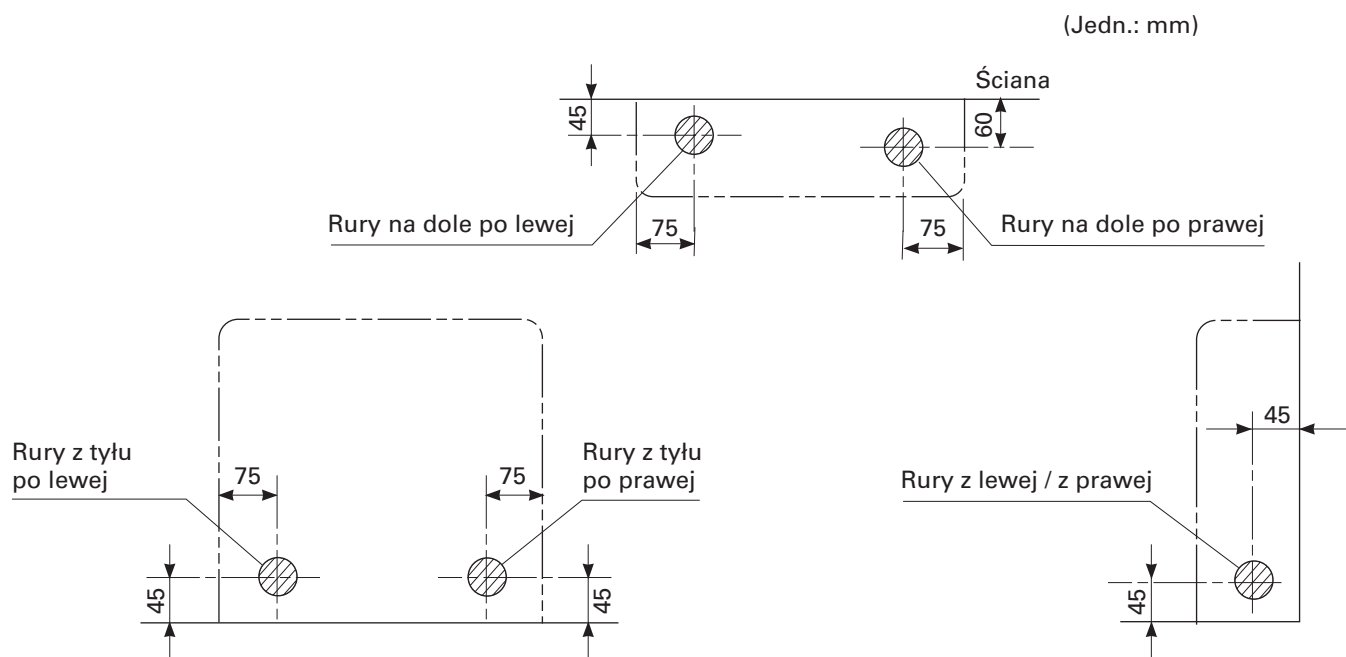 (Jedn.: mm)
Ściana
45
60
Rury na dole po lewej
75
75
Rury na dole po prawej
Rury z tyłu
po lewej
75
75
Rury z tyłu
po prawej
45
45
45
Rury z lewej / z prawej
45